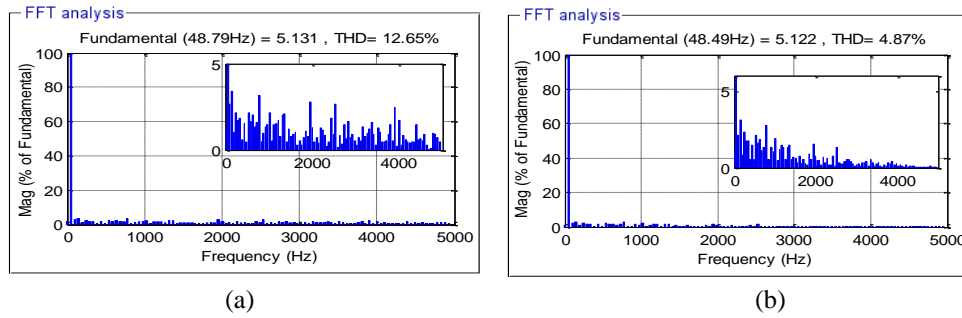 FFT analysis
Fundamental (48.79Hz) = 5.131 , THD= 12.65%
Mag (% of Fundamental)
100
80
60
40
20
0
5
0
0 2000 4000
0 1000 2000 3000 4000 5000
Frequency (Hz)
(a)
FFT analysis
Fundamental (48.49Hz) = 5.122 , THD= 4.87%
Mag (% of Fundamental)
100
80
60
40
20
0
5
0
0 2000 4000
0 1000 2000 3000 4000 5000
Frequency (Hz)
(b)